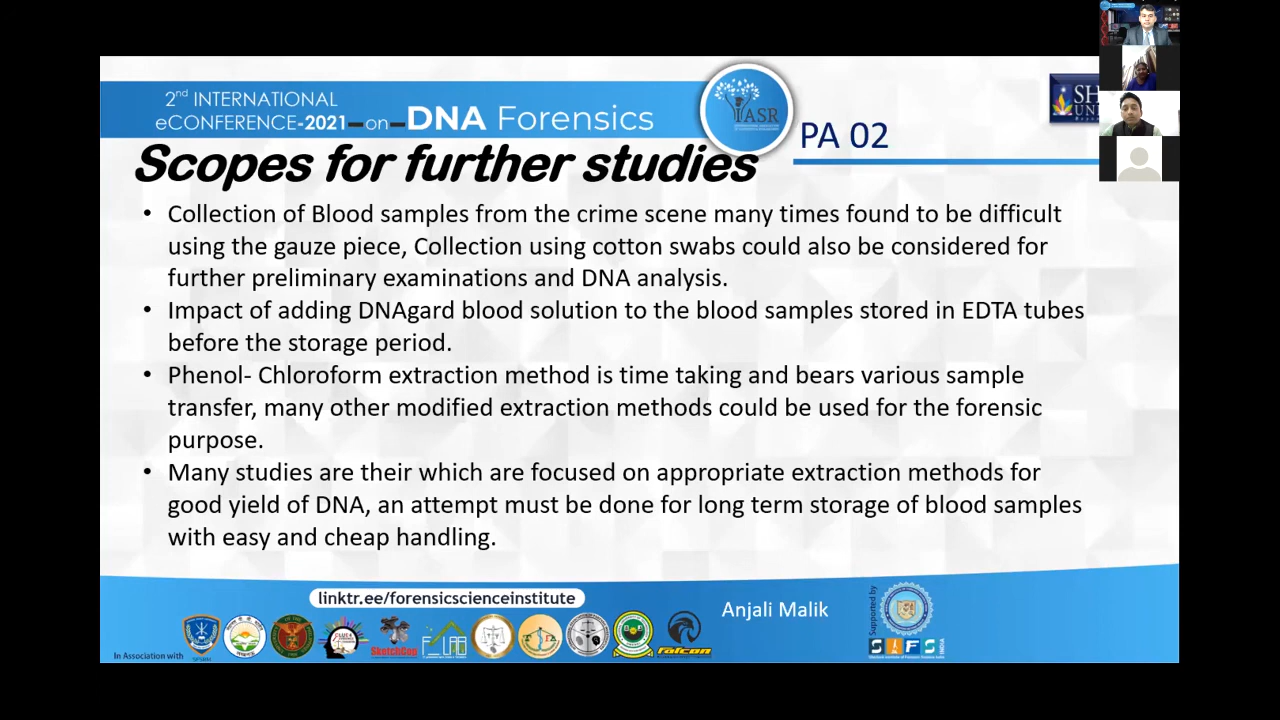 2nd INTERNATIONAL
eCONFERENCE-2021-on-DNA Forensics
IASR
SH
UNI
PA 02
Scopes for further studies
• Collection of Blood samples from the crime scene many times found to be difficult
using the gauze piece, Collection using cotton swabs could also be considered for
further preliminary examinations and DNA analysis.
• Impact of adding DNAgard blood solution to the blood samples stored in EDTA tubes
before the storage period.
• Phenol- Chloroform extraction method is time taking and bears various sample
transfer, many other modified extraction methods could be used for the forensic
purpose.
• Many studies are their which are focused on appropriate extraction methods for
good yield of DNA, an attempt must be done for long term storage of blood samples
with easy and cheap handling.
linktr.ee/forensicscienceinstitute
Anjali Malik
Supported by
In Association with
SketchCop
falcon
SIFS
INDIA